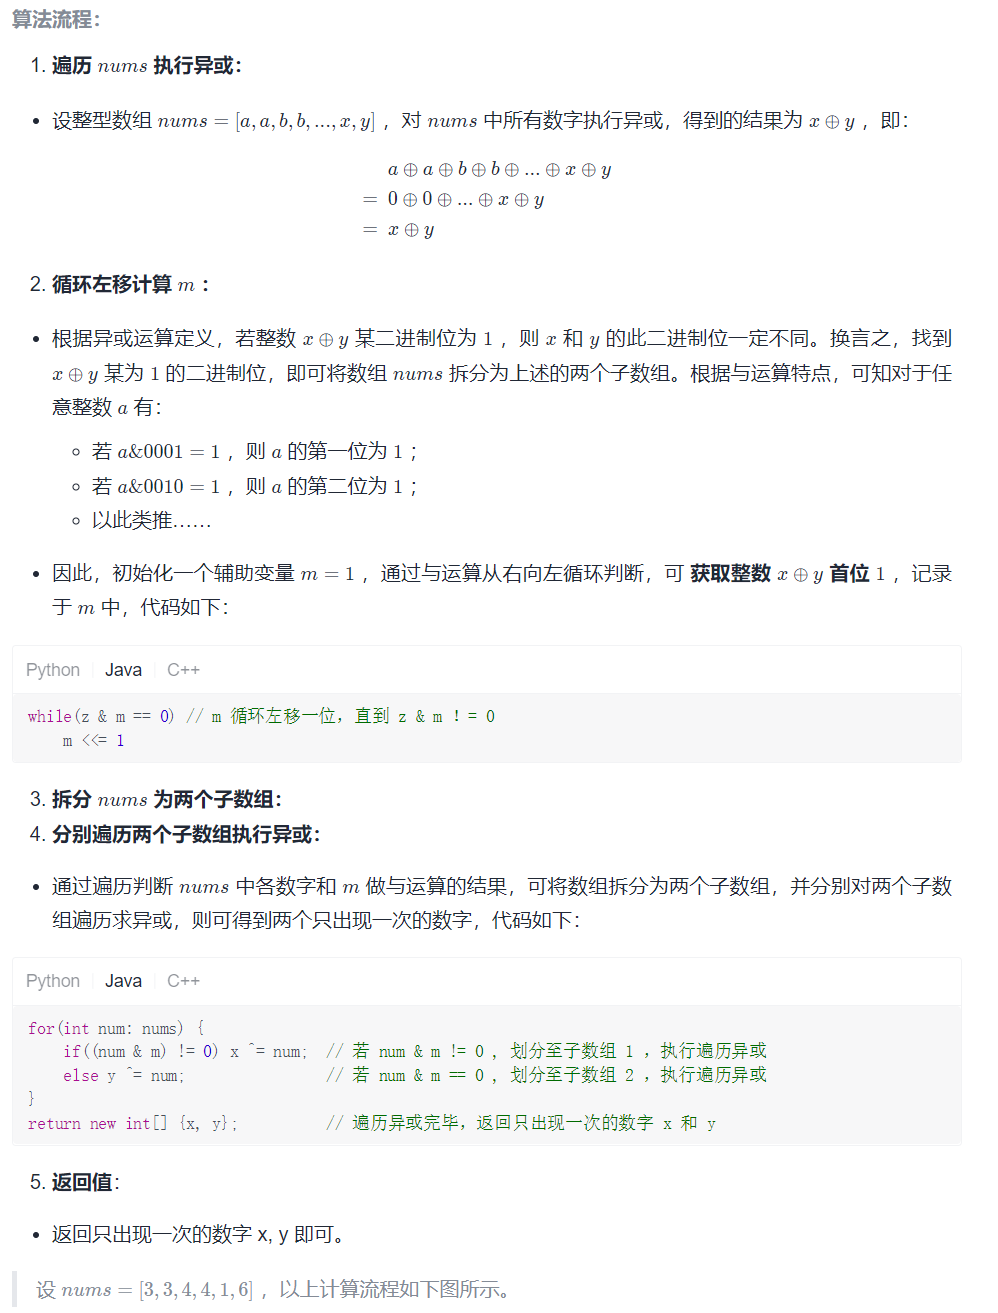 算法流程：
1. 遍历 nums 执行异或：
• 设整型数组 nums = [a, a, b, b, ..., x, y] ，对 nums 中所有数字执行异或，得到的结果为 x ⊕ y ，即：
a ⊕ a ⊕ b ⊕ b ⊕ ... ⊕ x ⊕ y
= 0 ⊕ 0 ⊕ ... ⊕ x ⊕ y
= x ⊕ y
2. 循环左移计算 m ：
• 根据异或运算定义，若整数 x ⊕ y 某二进制位为 1 ，则 x 和 y 的此二进制位一定不同。换言之，找到
x ⊕ y 某为 1 的二进制位，即可将数组 nums 拆分为上述的两个子数组。根据与运算特点，可知对于任
意整数 a 有：
◦ 若 a&0001 = 1 ，则 a 的第一位为 1 ；
◦ 若 a&0010 = 1 ，则 a 的第二位为 1 ；
◦ 以此类推……
• 因此，初始化一个辅助变量 m = 1 ，通过与运算从右向左循环判断，可 获取整数 x ⊕ y 首位 1 ，记录
于 m 中，代码如下：
Python Java C++
while(z & m == 0) // m 循环左移一位，直到 z & m ！= 0
    m <<= 1
3. 拆分 nums 为两个子数组：
4. 分别遍历两个子数组执行异或：
• 通过遍历判断 nums 中各数字和 m 做与运算的结果，可将数组拆分为两个子数组，并分别对两个子数
组遍历求异或，则可得到两个只出现一次的数字，代码如下：
Python Java C++
for(int num: nums) {
    if((num & m) != 0) x ^= num;  // 若 num & m != 0 , 划分至子数组 1 ，执行遍历异或
    else y ^= num;                // 若 num & m == 0 , 划分至子数组 2 ，执行遍历异或
}
return new int[] {x, y};          // 遍历异或完毕，返回只出现一次的数字 x 和 y
5. 返回值：
• 返回只出现一次的数字 x, y 即可。
设 nums = [3, 3, 4, 4, 1, 6] ，以上计算流程如下图所示。